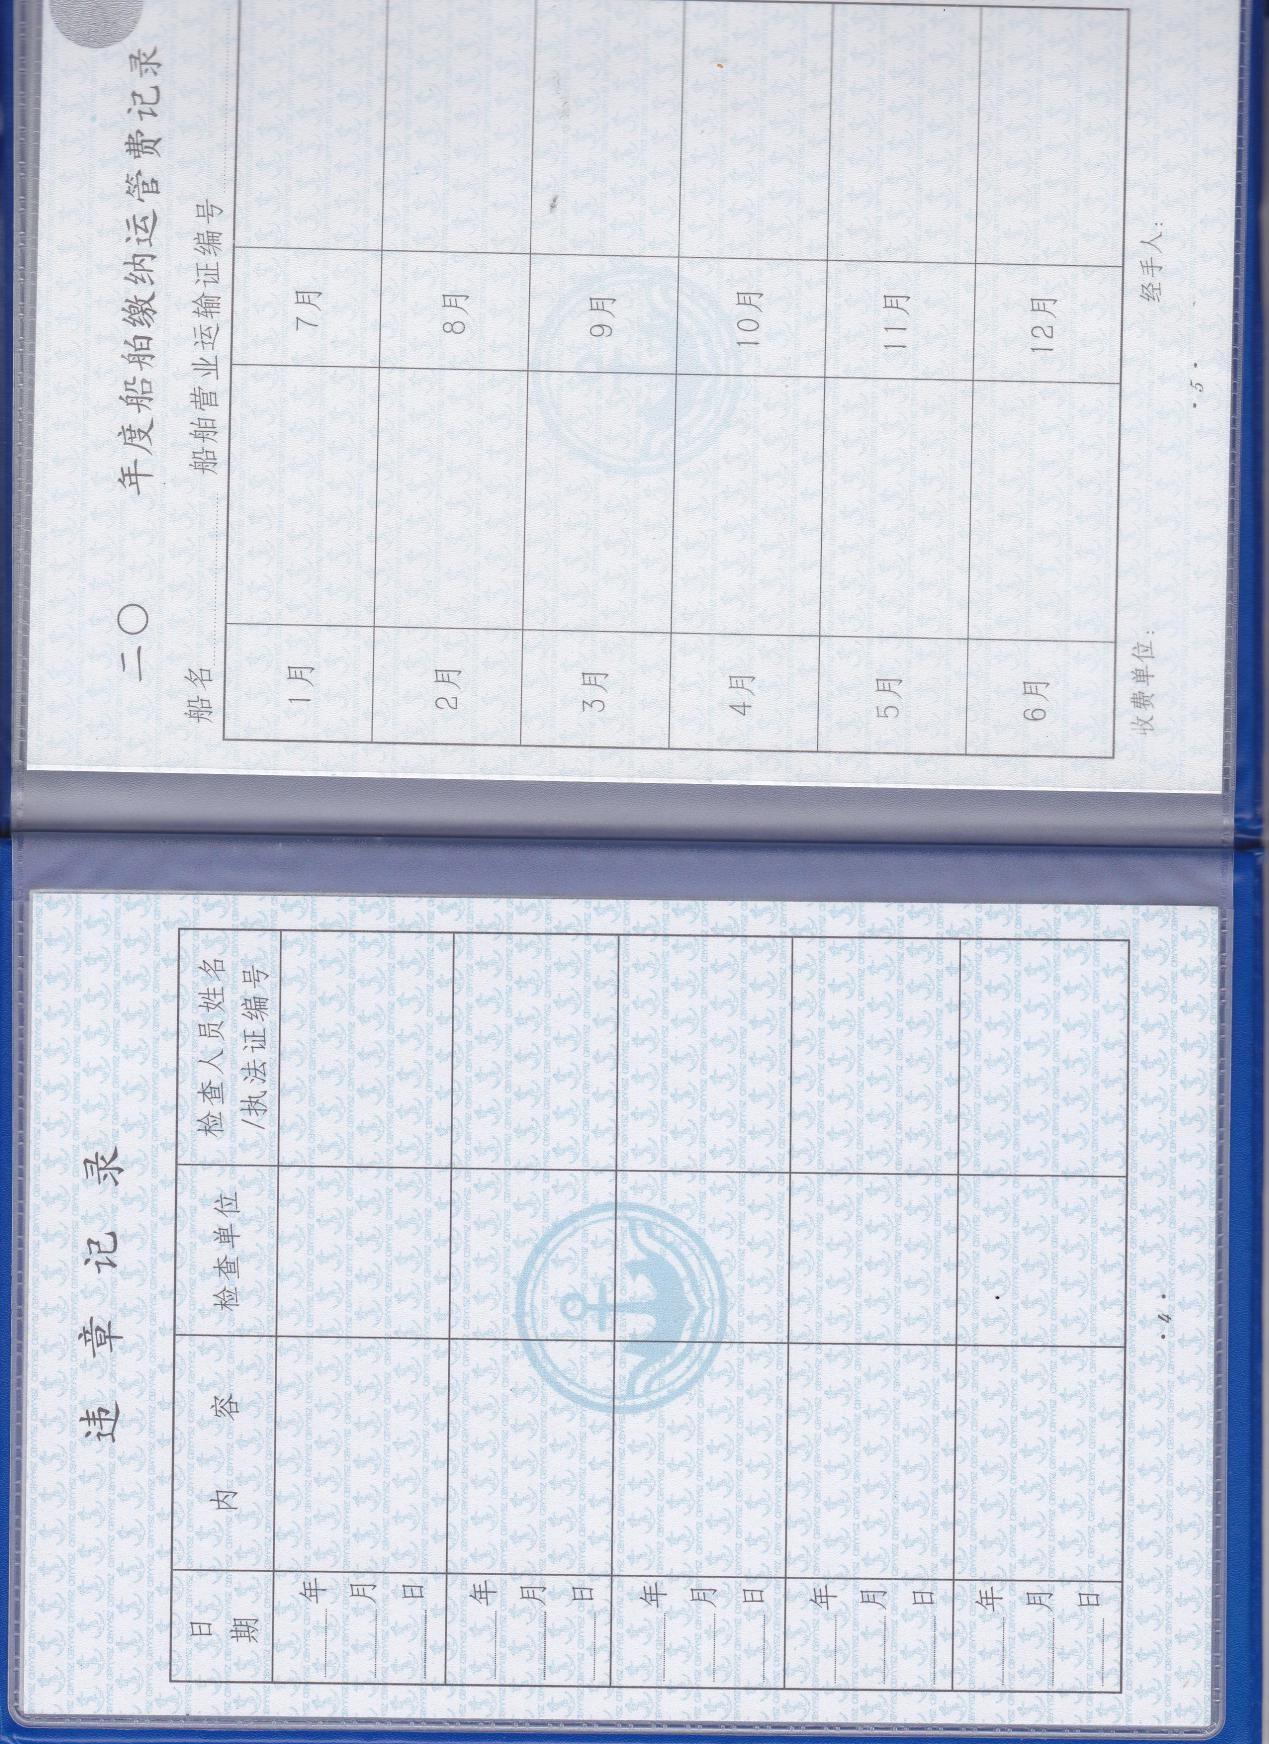 违章记录
日期 内容 检查单位 检查人员姓名/执法证编号
年
月
日
年
月
日
年
月
日
年
月
日
年
月
日
·4·
二〇 年度船舶缴纳运管费记录
船名 船舶营业运输证编号
1月 7月
2月 8月
3月 9月
4月 10月
5月 11月
6月 12月
收费单位: 经手人:
·5·